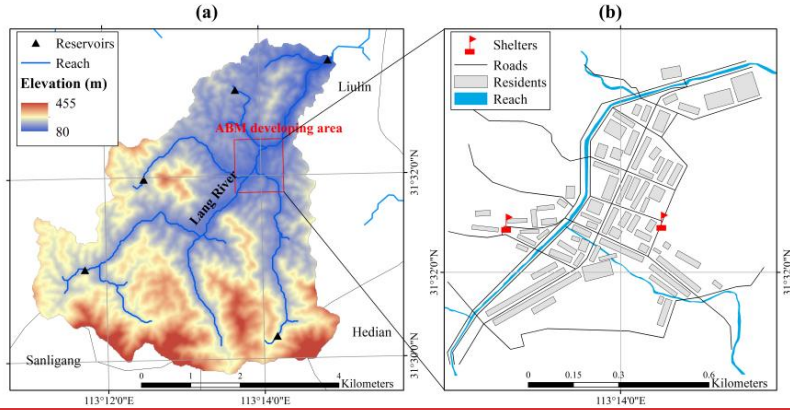 (a)
Reservoirs
Reach
Elevation (m)
455
80
Liulin
ABM developing area
Lang River
Hedian
Sanligang
31°32'0"N
31°30'0"N
0 1 2 4
Kilometers
113°12'0"E
113°14'0"E
(b)
Shelters
Roads
Residents
Reach
31°32'0"N
31°32'0"N
0 0.15 0.3 0.6
Kilometers
113°14'0"E